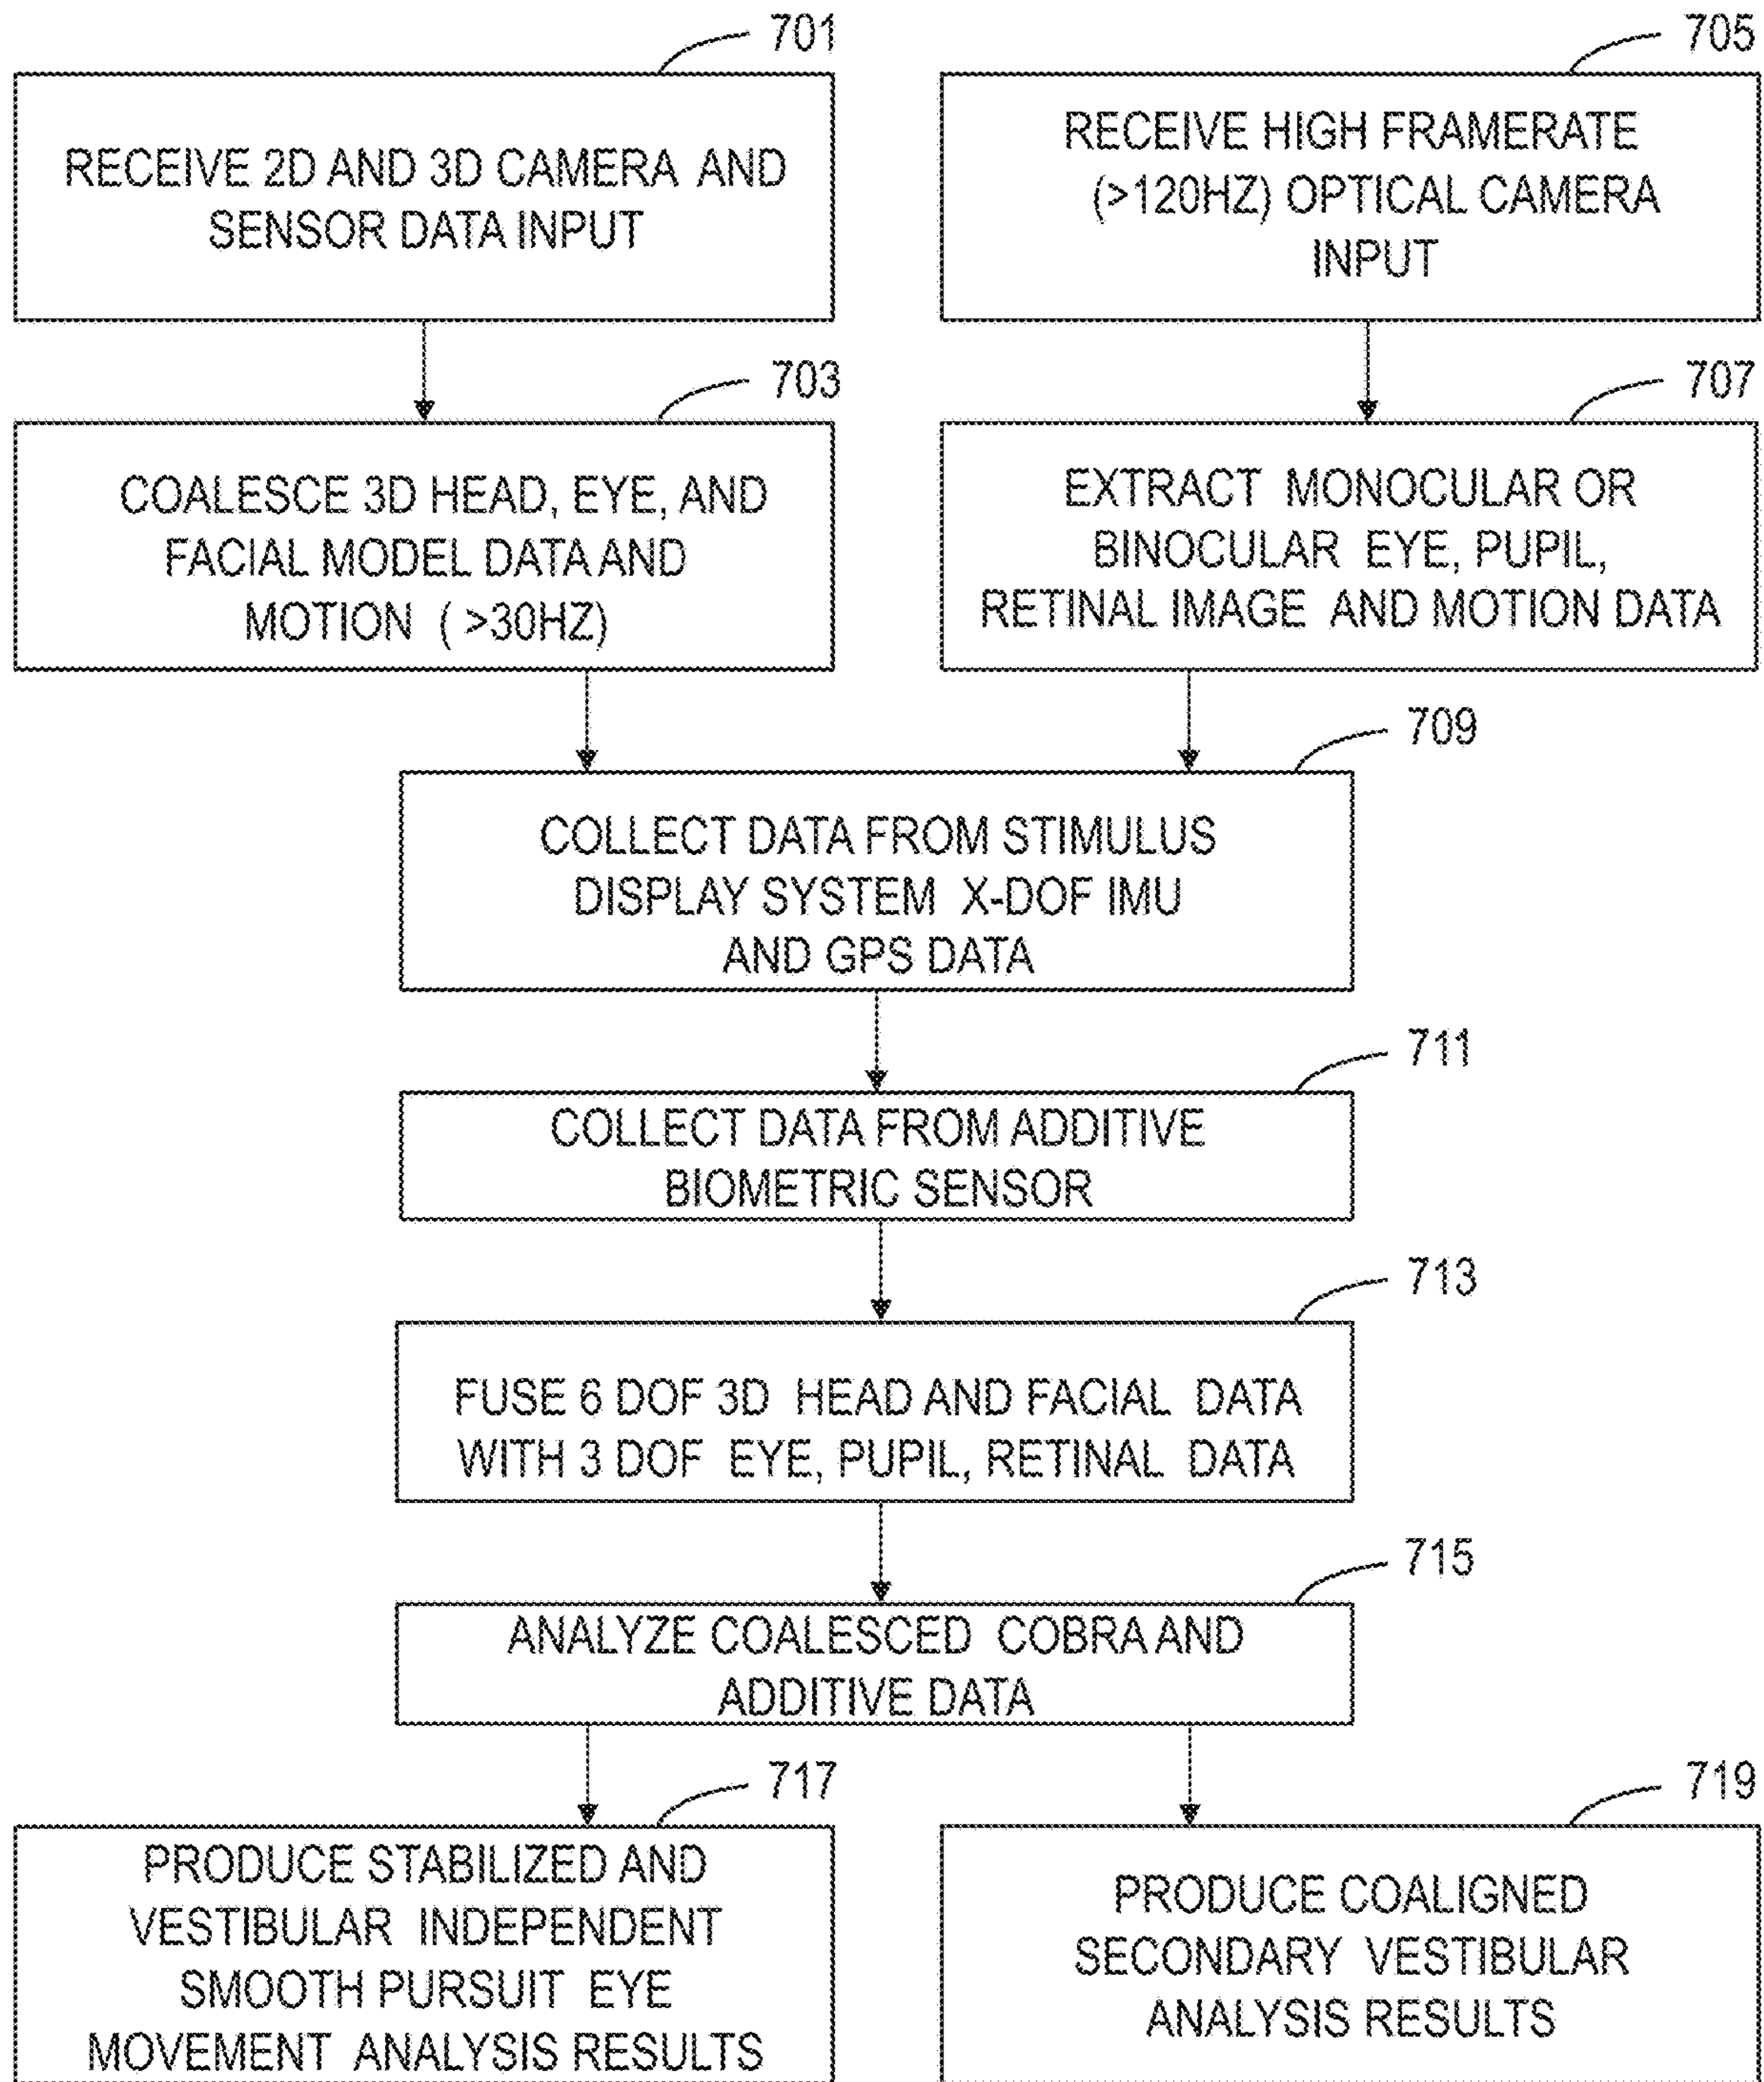 701
RECEIVE 2D AND 3D CAMERA AND
SENSOR DATA INPUT
705
RECEIVE HIGH FRAMERATE
(>120HZ) OPTICAL CAMERA
INPUT
703
COALESCE 3D HEAD, EYE, AND
FACIAL MODEL DATA AND
MOTION ( >30HZ)
707
EXTRACT MONOCULAR OR
BINOCULAR EYE, PUPIL,
RETINAL IMAGE AND MOTION DATA
709
COLLECT DATA FROM STIMULUS
DISPLAY SYSTEM X-DOF IMU
AND GPS DATA
711
COLLECT DATA FROM ADDITIVE
BIOMETRIC SENSOR
713
FUSE 6 DOF 3D HEAD AND FACIAL DATA
WITH 3 DOF EYE, PUPIL, RETINAL DATA
715
ANALYZE COALESCED COBRA AND
ADDITIVE DATA
717
PRODUCE STABILIZED AND
VESTIBULAR INDEPENDENT
SMOOTH PURSUIT EYE
MOVEMENT ANALYSIS RESULTS
719
PRODUCE COALIGNED
SECONDARY VESTIBULAR
ANALYSIS RESULTS